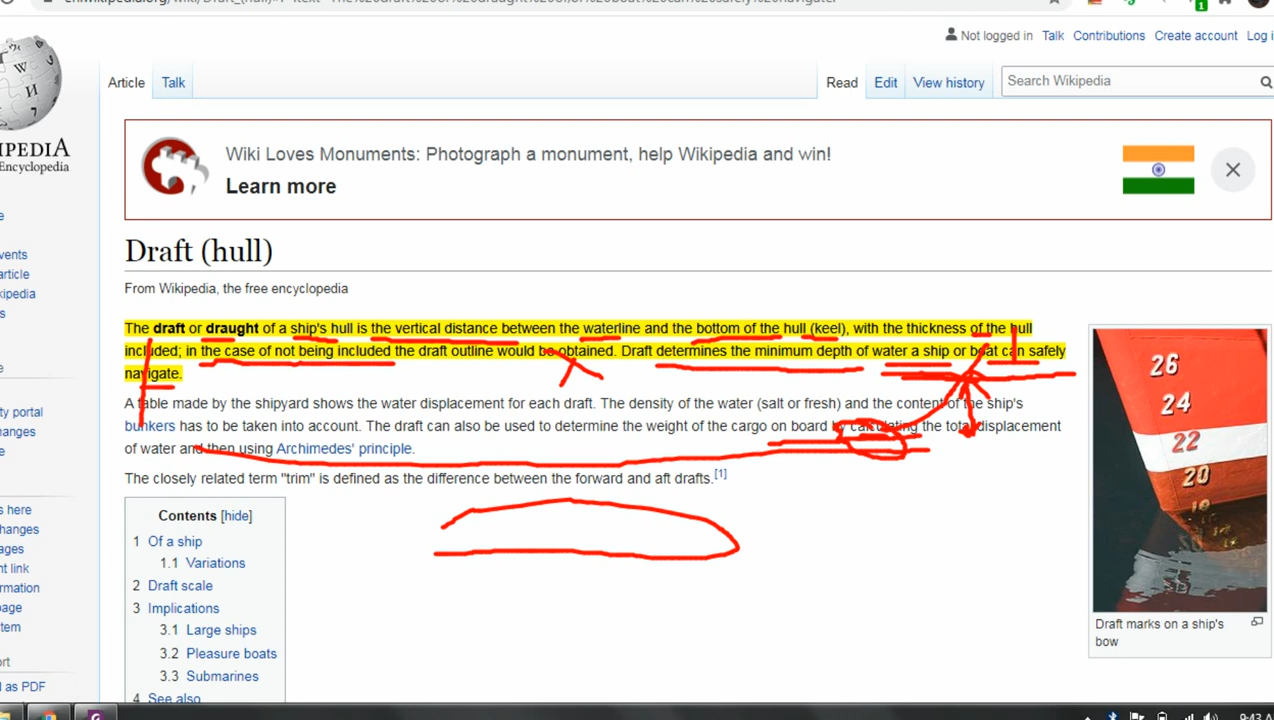 Not logged in Talk Contributions Create account Log i
Article Talk Read Edit View history Search Wikipedia
IPEDIA
Encyclopedia
Wiki Loves Monuments: Photograph a monument, help Wikipedia and win!
Learn more
Draft (hull)
From Wikipedia, the free encyclopedia
The draft or draught of a ship's hull is the vertical distance between the waterline and the bottom of the hull (keel), with the thickness of the hull
included; in the case of not being included the draft outline would be obtained. Draft determines the minimum depth of water a ship or boat can safely
navigate.
A table made by the shipyard shows the water displacement for each draft. The density of the water (salt or fresh) and the content of the ship's
bunkers has to be taken into account. The draft can also be used to determine the weight of the cargo on board by calculating the total displacement
of water and then using Archimedes' principle.
The closely related term "trim" is defined as the difference between the forward and aft drafts.[1]
Contents [hide]
1 Of a ship
1.1 Variations
2 Draft scale
3 Implications
3.1 Large ships
3.2 Pleasure boats
3.3 Submarines
4 See also
26
24
22
20
18
Draft marks on a ship's
bow
vents
article
kipedia
s
e
ty portal
changes
s here
hanges
ages
nt link
rmation
page
tem
rt
d as PDF
9:43 A